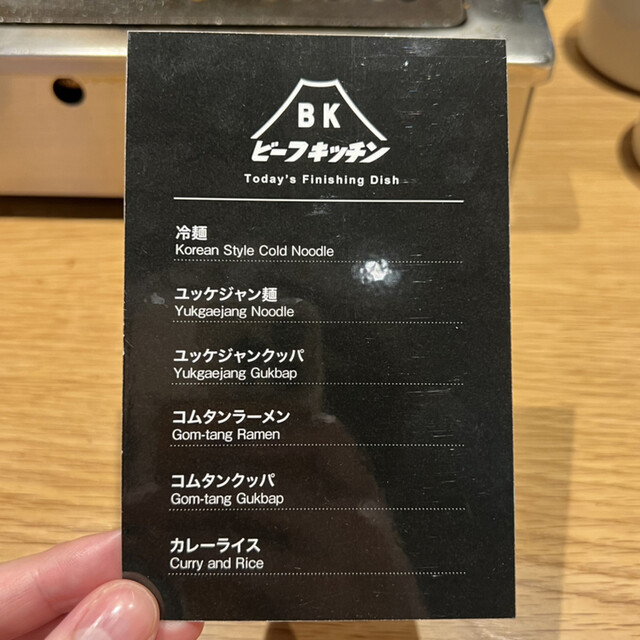 BK
ビーフキッチン
Today's Finishing Dish
冷麺
Korean Style Cold Noodle
ユッケジャン麺
Yukgaejang Noodle
ユッケジャンクッパ
Yukgaejang Gukbap
コムタンラーメン
Gom-tang Ramen
コムタンクッパ
Gom-tang Gukbap
カレーライス
Curry and Rice